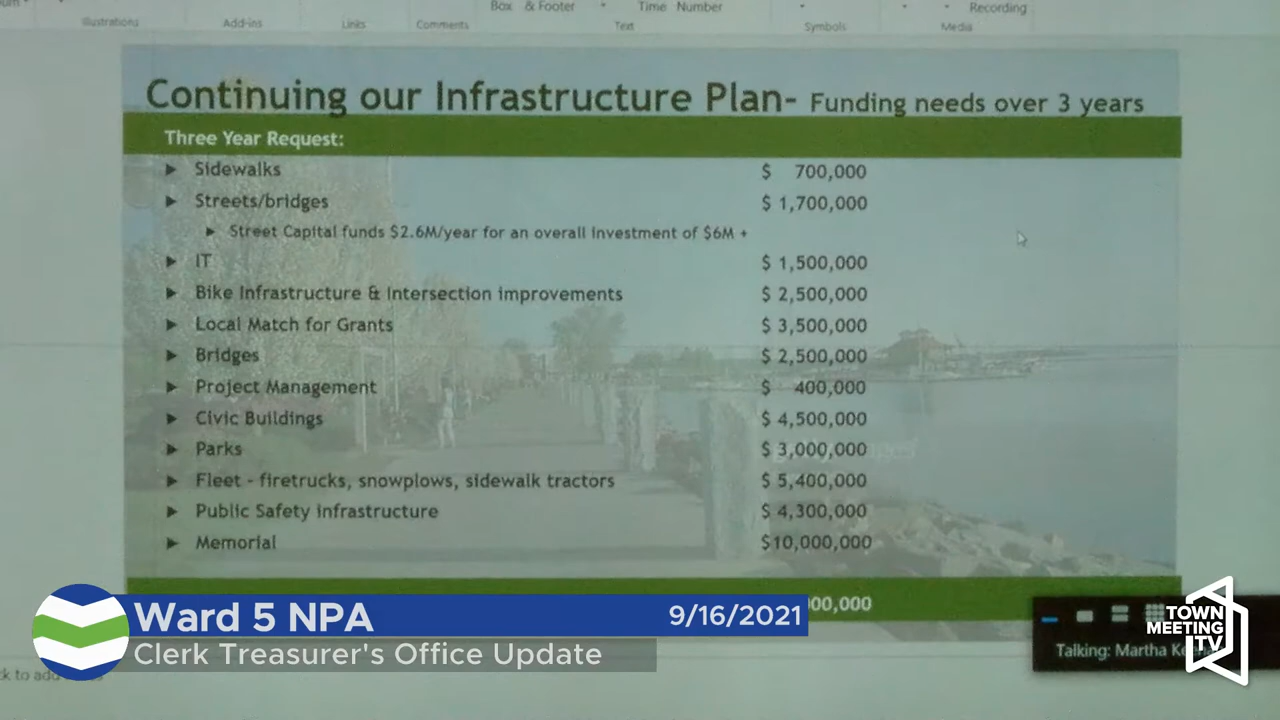 Box & Footer Time Number Recording
Illustrations Add-ins Links Comments Text Symbols Media
Continuing our Infrastructure Plan- Funding needs over 3 years
Three Year Request:
Sidewalks $ 700,000
Streets/bridges $ 1,700,000
Street Capital funds $2.6M/year for an overall investment of $6M +
IT $ 1,500,000
Bike Infrastructure & Intersection improvements $ 2,500,000
Local Match for Grants $ 3,500,000
Bridges $ 2,500,000
Project Management $ 400,000
Civic Buildings $ 4,500,000
Parks $ 3,000,000
Fleet - firetrucks, snowplows, sidewalk tractors $ 5,400,000
Public Safety infrastructure $ 4,300,000
Memorial $10,000,000
00,000
Ward 5 NPA 9/16/2021
Clerk Treasurer's Office Update
TOWN
MEETING
TV
Talking: Martha